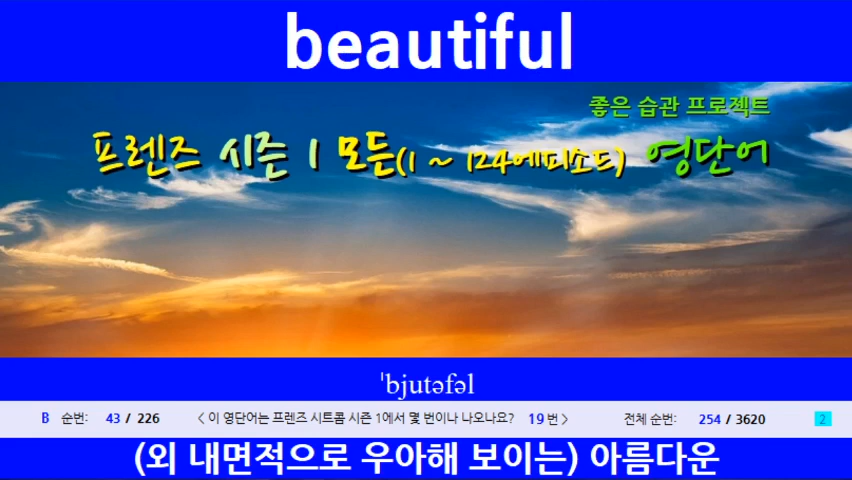 beautiful
좋은 습관 프로젝트
프렌즈 시즌 1 모든(1 ~ 124에피소드) 영단어
ˈbjutəfəl
B 순번: 43 / 226 < 이 영단어는 프렌즈 시트콤 시즌 1에서 몇 번이나 나오나요? 19 번 > 전체 순번: 254 / 3620 2
(외 내면적으로 우아해 보이는) 아름다운